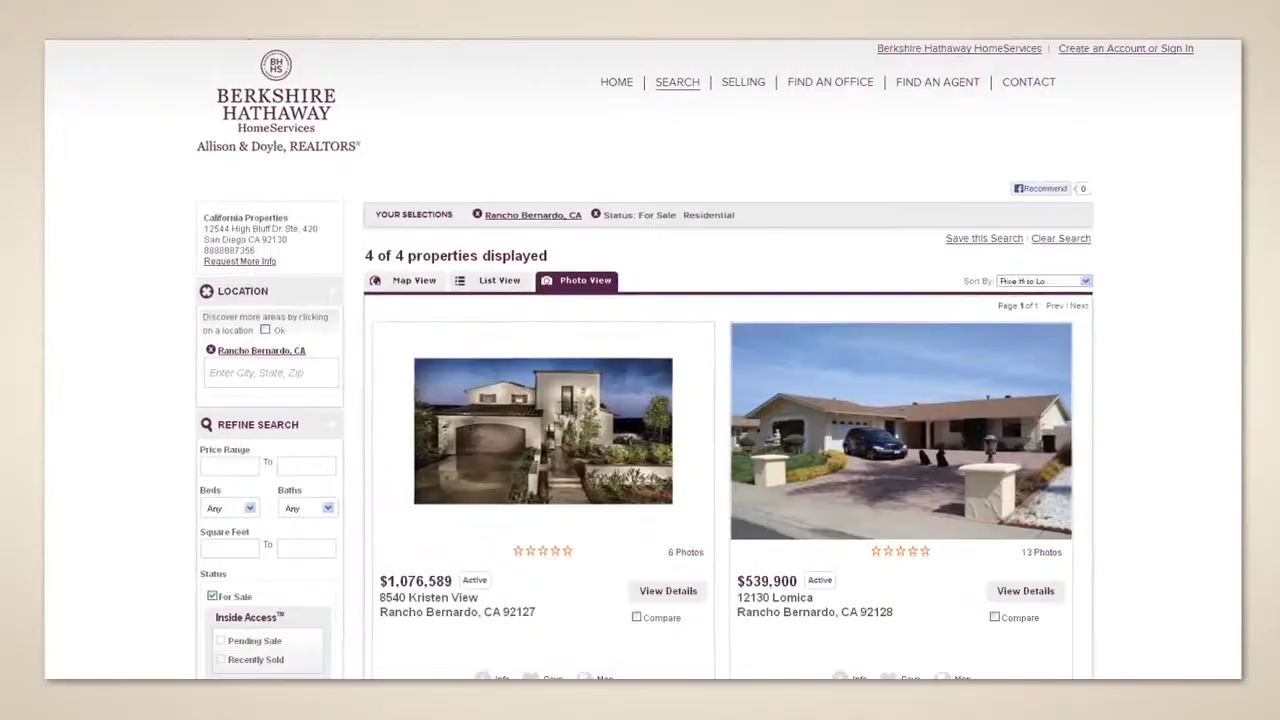 Berkshire Hathaway HomeServices | Create an Account or Sign In
BH
HS
BERKSHIRE
HATHAWAY
HomeServices
Allison & Doyle, REALTORS®
HOME | SEARCH | SELLING | FIND AN OFFICE | FIND AN AGENT | CONTACT
Recommend 0
California Properties
12544 High Bluff Dr. Ste. 420
San Diego CA 92130
8888887356
Request More Info
LOCATION
Discover more areas by clicking
on a location Ok
Rancho Bernardo, CA
Enter City, State, Zip
REFINE SEARCH
Price Range
To
Beds Baths
Any Any
Square Feet
To
Status
For Sale
Inside Access™
Pending Sale
Recently Sold
YOUR SELECTIONS Rancho Bernardo, CA Status: For Sale Residential
Save this Search | Clear Search
4 of 4 properties displayed
Map View List View Photo View
Sort By:
Page 1 of 1 Prev | Next
6 Photos
$1,076,589 Active
View Details
8540 Kristen View
Rancho Bernardo, CA 92127
Compare
13 Photos
$539,900 Active
View Details
12130 Lomica
Rancho Bernardo, CA 92128
Compare